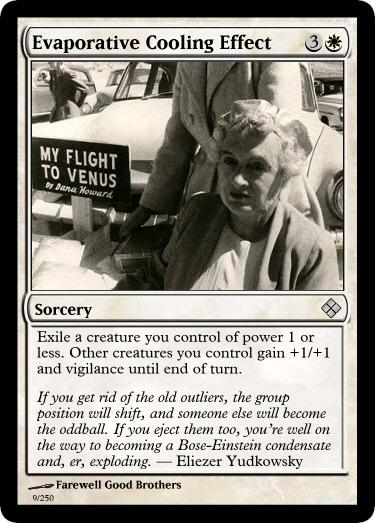 Evaporative Cooling Effect 3
MY FLIGHT
TO VENUS
by Dana Howard
Sorcery
Exile a creature you control of power 1 or
less. Other creatures you control gain +1/+1
and vigilance until end of turn.
If you get rid of the old outliers, the group
position will shift, and someone else will become
the oddball. If you eject them too, you're well on
the way to becoming a Bose-Einstein condensate
and, er, exploding. — Eliezer Yudkowsky
Farewell Good Brothers
9/250